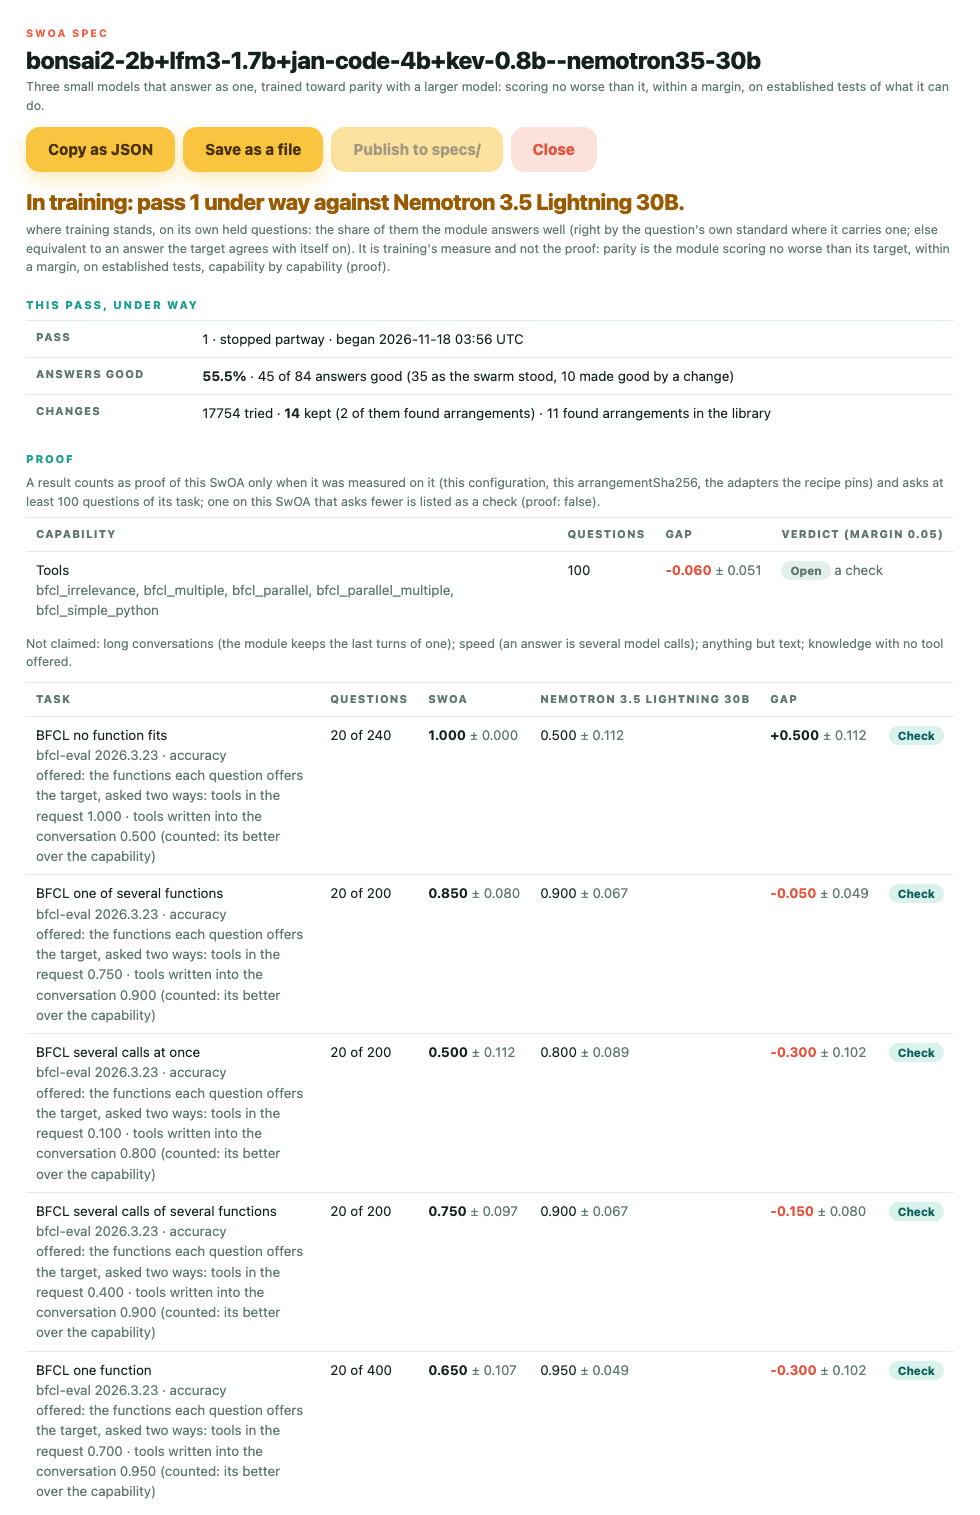 SWOA SPEC
bonsai2-2b+lfm3-1.7b+jan-code-4b+kev-0.8b--nemotron35-30b
Three small models that answer as one, trained toward parity with a larger model: scoring no worse than it, within a margin, on established tests of what it can
do.
Copy as JSON Save as a file Publish to specs/ Close
In training: pass 1 under way against Nemotron 3.5 Lightning 30B.
where training stands, on its own held questions: the share of them the module answers well (right by the question's own standard where it carries one; else
equivalent to an answer the target agrees with itself on). It is training's measure and not the proof: parity is the module scoring no worse than its target, within
a margin, on established tests, capability by capability (proof).
THIS PASS, UNDER WAY
PASS 1 · stopped partway · began 2026-11-18 03:56 UTC
ANSWERS GOOD 55.5% · 45 of 84 answers good (35 as the swarm stood, 10 made good by a change)
CHANGES 17754 tried · 14 kept (2 of them found arrangements) · 11 found arrangements in the library
PROOF
A result counts as proof of this SwOA only when it was measured on it (this configuration, this arrangementSha256, the adapters the recipe pins) and asks at
least 100 questions of its task; one on this SwOA that asks fewer is listed as a check (proof: false).
CAPABILITY QUESTIONS GAP VERDICT (MARGIN 0.05)
Tools 100 -0.060 ± 0.051 Open a check
bfcl_irrelevance, bfcl_multiple, bfcl_parallel, bfcl_parallel_multiple,
bfcl_simple_python
Not claimed: long conversations (the module keeps the last turns of one); speed (an answer is several model calls); anything but text; knowledge with no tool
offered.
TASK QUESTIONS SWOA NEMOTRON 3.5 LIGHTNING 30B GAP
BFCL no function fits 20 of 240 1.000 ± 0.000 0.500 ± 0.112 +0.500 ± 0.112 Check
bfcl-eval 2026.3.23 · accuracy
offered: the functions each question offers
the target, asked two ways: tools in the
request 1.000 · tools written into the
conversation 0.500 (counted: its better
over the capability)
BFCL one of several functions 20 of 200 0.850 ± 0.080 0.900 ± 0.067 -0.050 ± 0.049 Check
bfcl-eval 2026.3.23 · accuracy
offered: the functions each question offers
the target, asked two ways: tools in the
request 0.750 · tools written into the
conversation 0.900 (counted: its better
over the capability)
BFCL several calls at once 20 of 200 0.500 ± 0.112 0.800 ± 0.089 -0.300 ± 0.102 Check
bfcl-eval 2026.3.23 · accuracy
offered: the functions each question offers
the target, asked two ways: tools in the
request 0.100 · tools written into the
conversation 0.800 (counted: its better
over the capability)
BFCL several calls of several functions 20 of 200 0.750 ± 0.097 0.900 ± 0.067 -0.150 ± 0.080 Check
bfcl-eval 2026.3.23 · accuracy
offered: the functions each question offers
the target, asked two ways: tools in the
request 0.400 · tools written into the
conversation 0.900 (counted: its better
over the capability)
BFCL one function 20 of 400 0.650 ± 0.107 0.950 ± 0.049 -0.300 ± 0.102 Check
bfcl-eval 2026.3.23 · accuracy
offered: the functions each question offers
the target, asked two ways: tools in the
request 0.700 · tools written into the
conversation 0.950 (counted: its better
over the capability)